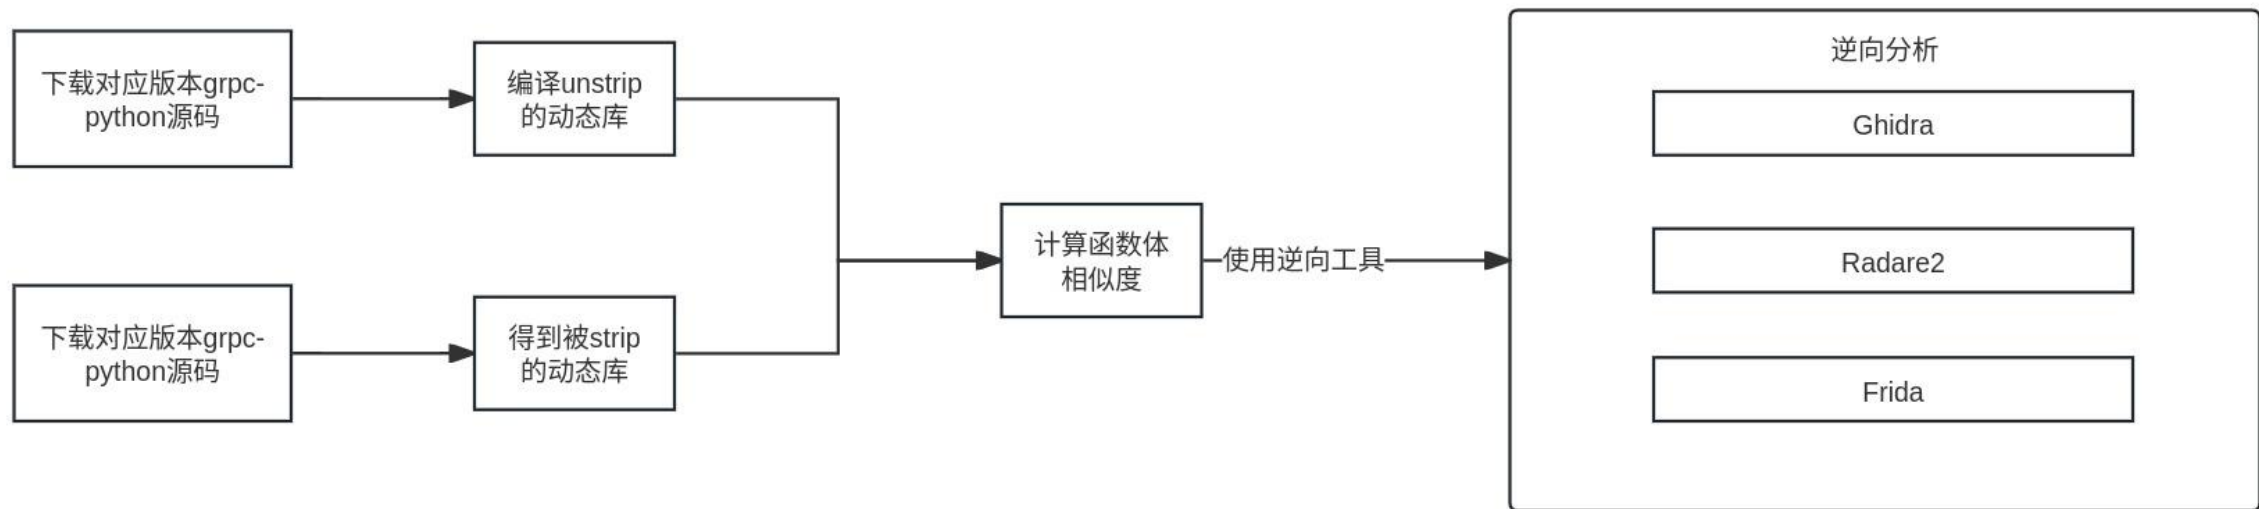 下载对应版本grpc-
python源码
编译unstrip
的动态库
下载对应版本grpc-
python源码
得到被strip
的动态库
计算函数体
相似度
使用逆向工具
逆向分析
Ghidra
Radare2
Frida